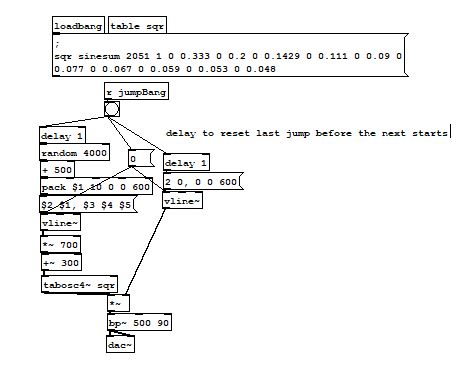 loadbang table sqr
;
sqr sinesum 2051 1 0 0.333 0 0.2 0 0.1429 0 0.111 0 0.09 0
0.077 0 0.067 0 0.059 0 0.053 0 0.048
r jumpBang
delay 1
delay to reset last jump before the next starts
random 4000
0
delay 1
+ 500
pack $1 10 0 0 600
2 0, 0 0 600
$2 $1, $3 $4 $5
vline~
vline~
*~ 700
+~ 300
tabosc4~ sqr
*~
bp~ 500 90
dac~